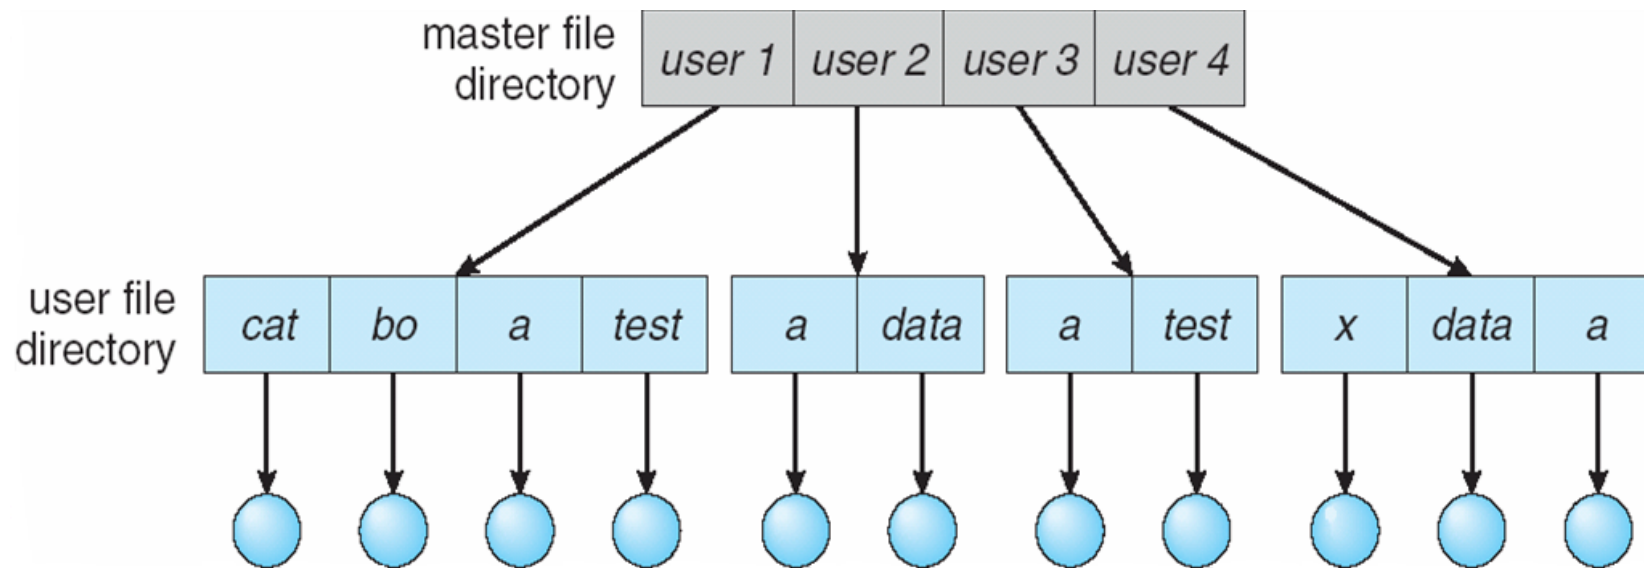 master file
directory
user 1 user 2 user 3 user 4
user file
directory
cat bo a test a data a test x data a